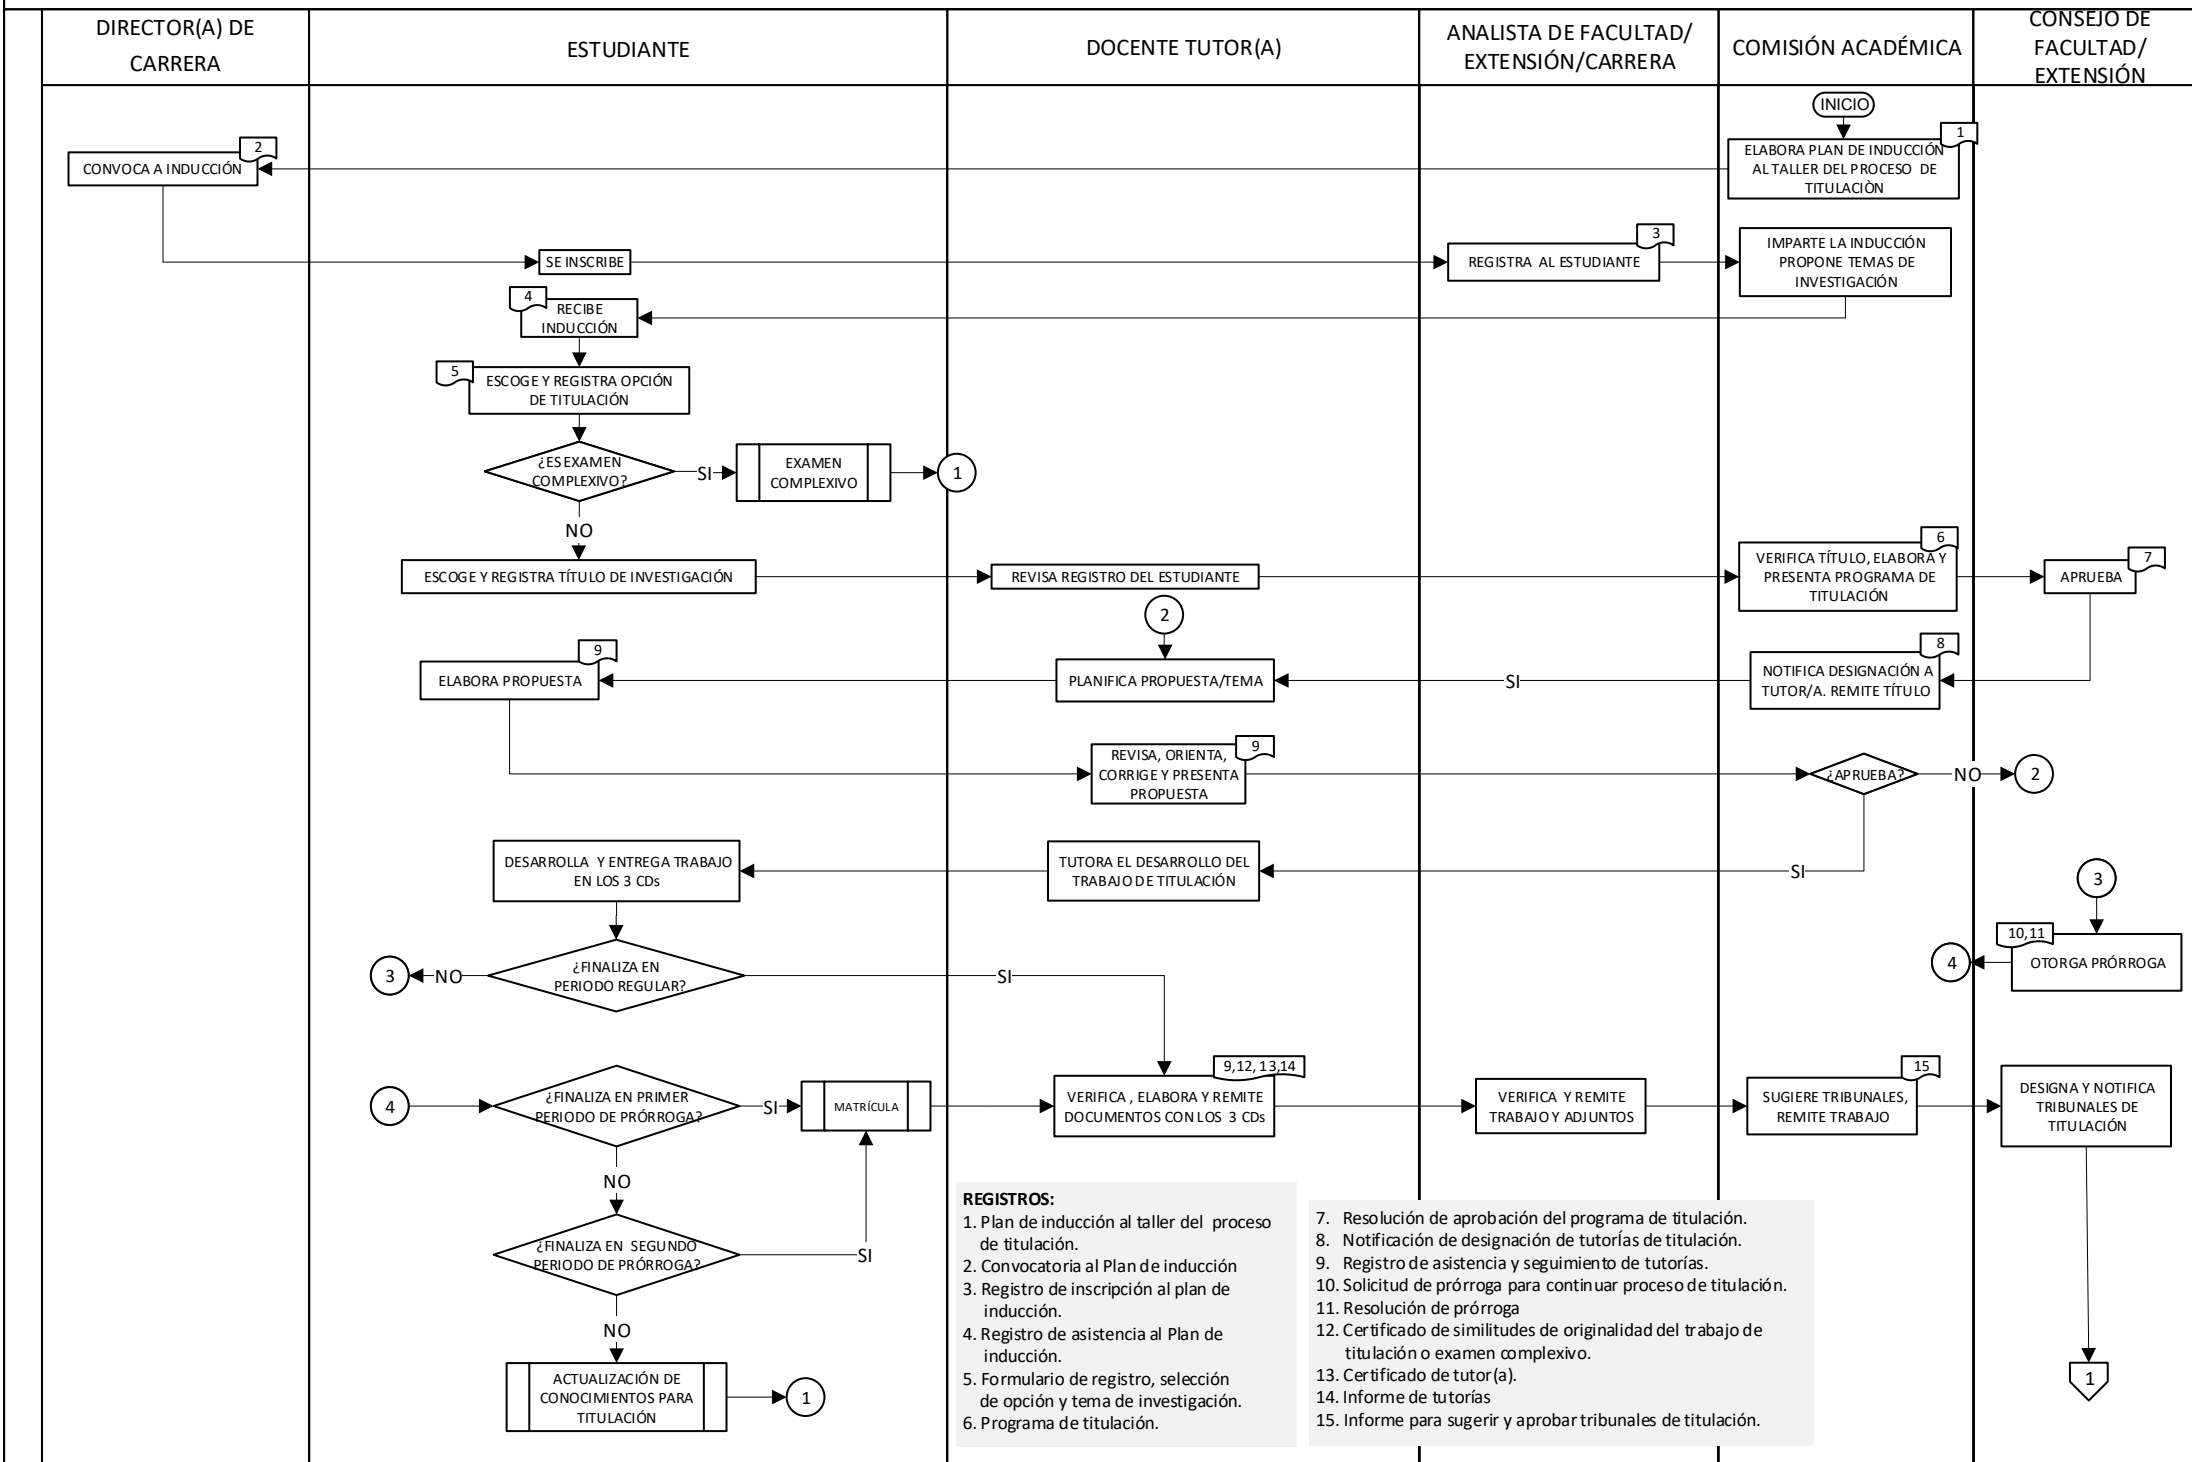 DIRECTOR(A) DE
CARRERA
ESTUDIANTE
DOCENTE TUTOR(A)
ANALISTA DE FACULTAD/
EXTENSIÓN/CARRERA
COMISIÓN ACADÉMICA
CONSEJO DE
FACULTAD/
EXTENSIÓN
INICIO
1
ELABORA PLAN DE INDUCCIÓN
AL TALLER DEL PROCESO DE
TITULACIÒN
2
CONVOCA A INDUCCIÓN
SE INSCRIBE
3
REGISTRA AL ESTUDIANTE
IMPARTE LA INDUCCIÓN
PROPONE TEMAS DE
INVESTIGACIÓN
4
RECIBE
INDUCCIÓN
5
ESCOGE Y REGISTRA OPCIÓN
DE TITULACIÓN
¿ES EXAMEN
COMPLEXIVO?
SI
EXAMEN
COMPLEXIVO
1
NO
ESCOGE Y REGISTRA TÍTULO DE INVESTIGACIÓN
REVISA REGISTRO DEL ESTUDIANTE
6
VERIFICA TÍTULO, ELABORA Y
PRESENTA PROGRAMA DE
TITULACIÓN
7
APRUEBA
2
8
NOTIFICA DESIGNACIÓN A
TUTOR/A. REMITE TÍTULO
SI
PLANIFICA PROPUESTA/TEMA
9
ELABORA PROPUESTA
9
REVISA, ORIENTA,
CORRIGE Y PRESENTA
PROPUESTA
¿APRUEBA?
NO
2
SI
TUTORA EL DESARROLLO DEL
TRABAJO DE TITULACIÓN
DESARROLLA Y ENTREGA TRABAJO
EN LOS 3 CDs
3
10,11
OTORGA PRÓRROGA
4
¿FINALIZA EN
PERIODO REGULAR?
NO
3
SI
4
¿FINALIZA EN PRIMER
PERIODO DE PRÓRROGA?
SI
MATRÍCULA
9,12, 13,14
VERIFICA , ELABORA Y REMITE
DOCUMENTOS CON LOS 3 CDs
VERIFICA Y REMITE
TRABAJO Y ADJUNTOS
15
SUGIERE TRIBUNALES,
REMITE TRABAJO
DESIGNA Y NOTIFICA
TRIBUNALES DE
TITULACIÓN
NO
¿FINALIZA EN SEGUNDO
PERIODO DE PRÓRROGA?
SI
NO
ACTUALIZACIÓN DE
CONOCIMIENTOS PARA
TITULACIÓN
1
1
REGISTROS:
1. Plan de inducción al taller del proceso
de titulación.
2. Convocatoria al Plan de inducción
3. Registro de inscripción al plan de
inducción.
4. Registro de asistencia al Plan de
inducción.
5. Formulario de registro, selección
de opción y tema de investigación.
6. Programa de titulación.
7. Resolución de aprobación del programa de titulación.
8. Notificación de designación de tutorÍas de titulación.
9. Registro de asistencia y seguimiento de tutorías.
10. Solicitud de prórroga para continuar proceso de titulación.
11. Resolución de prórroga
12. Certificado de similitudes de originalidad del trabajo de
titulación o examen complexivo.
13. Certificado de tutor(a).
14. Informe de tutorías
15. Informe para sugerir y aprobar tribunales de titulación.